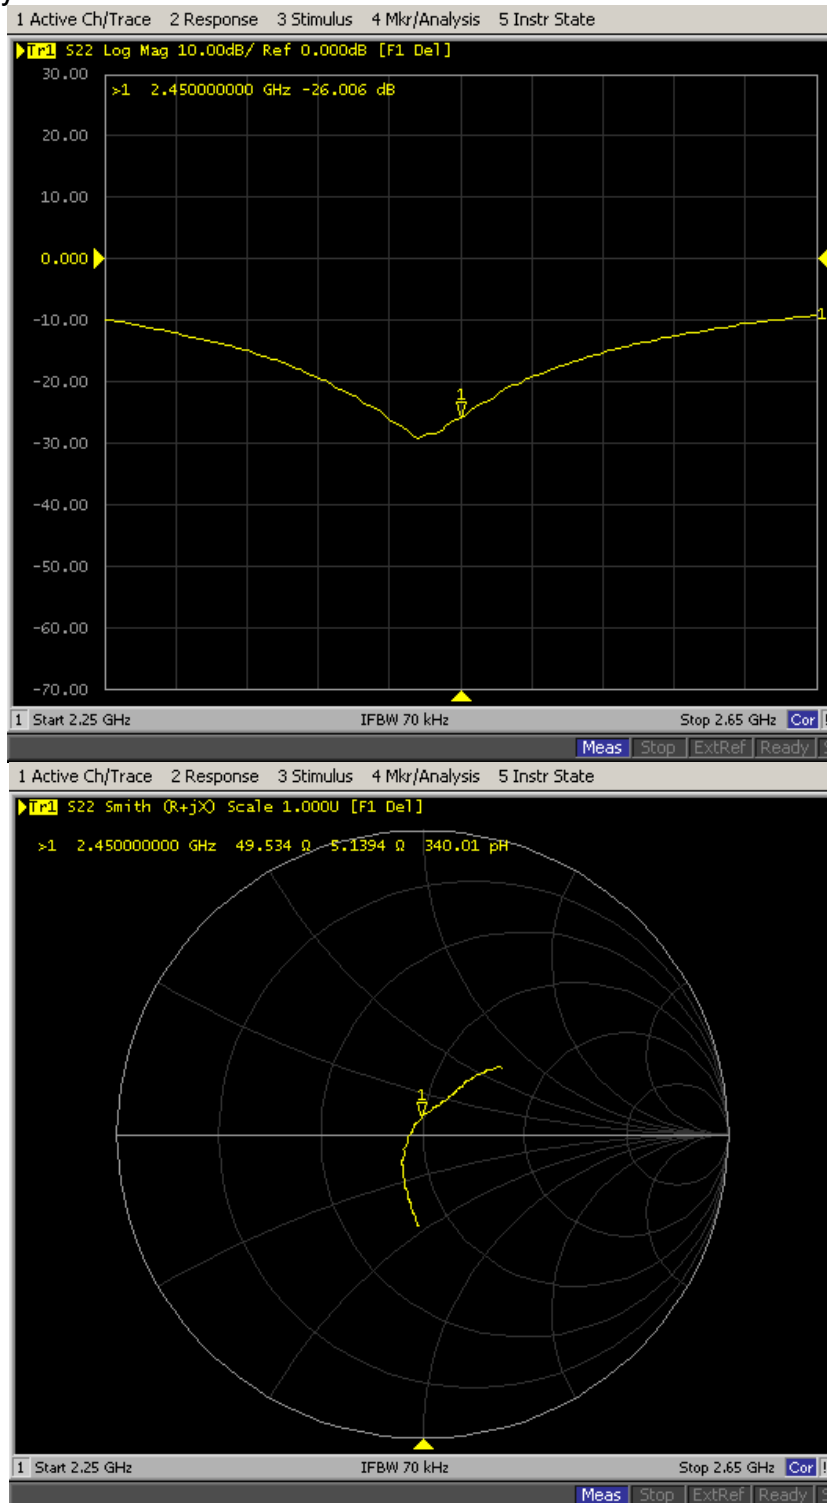 y
1 Active Ch/Trace 2 Response 3 Stimulus 4 Mkr/Analysis 5 Instr State
Tr1 S22 Log Mag 10.00dB/ Ref 0.000dB [F1 Del]
30.00
>1 2.450000000 GHz -26.006 dB
20.00
10.00
0.000
-10.00
1
-20.00
1
-30.00
-40.00
-50.00
-60.00
-70.00
1 Start 2.25 GHz IFBW 70 kHz Stop 2.65 GHz Cor !
Meas Stop ExtRef Ready
1 Active Ch/Trace 2 Response 3 Stimulus 4 Mkr/Analysis 5 Instr State
Tr1 S22 Smith (R+jX) Scale 1.000U [F1 Del]
>1 2.450000000 GHz 49.534 Ω 5.1394 Ω 340.01 pH
1
1 Start 2.25 GHz IFBW 70 kHz Stop 2.65 GHz Cor !
Meas Stop ExtRef Ready